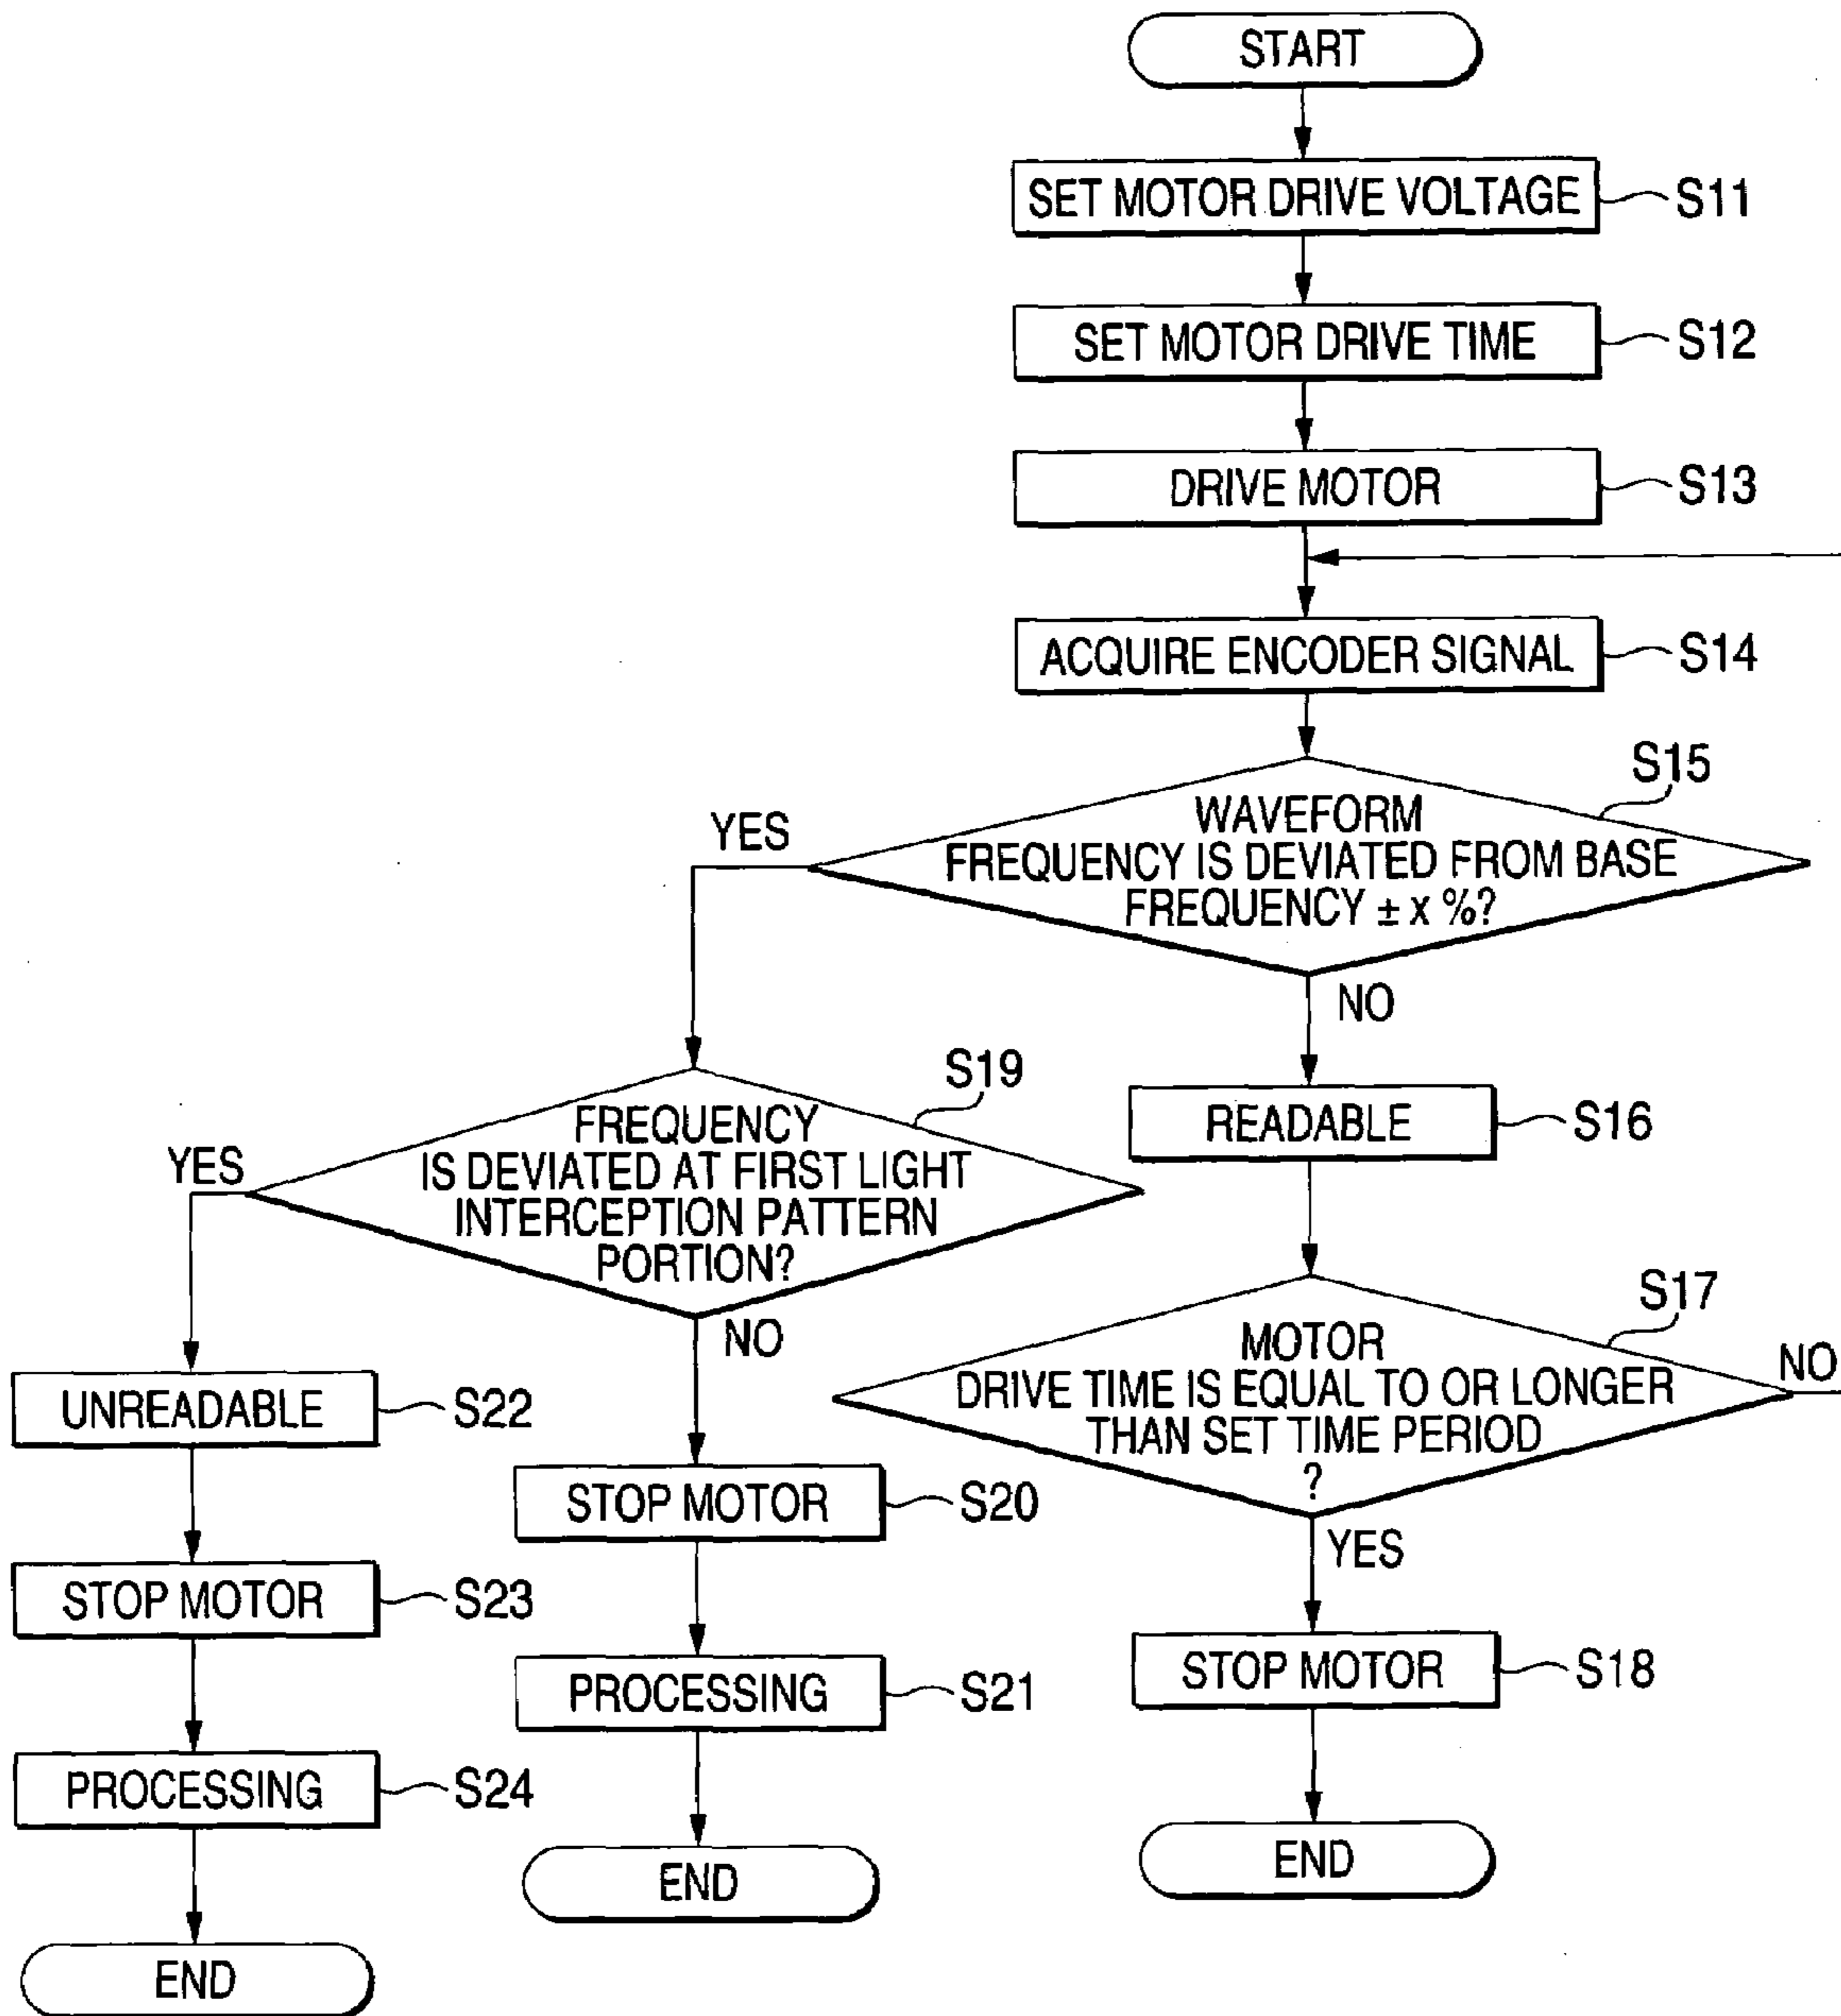 START
SET MOTOR DRIVE VOLTAGE
S11
SET MOTOR DRIVE TIME
S12
DRIVE MOTOR
S13
ACQUIRE ENCODER SIGNAL
S14
S15
WAVEFORM
FREQUENCY IS DEVIATED FROM BASE
FREQUENCY ± X %?
YES
NO
S19
FREQUENCY
IS DEVIATED AT FIRST LIGHT
INTERCEPTION PATTERN
PORTION?
YES
NO
READABLE
S16
S17
MOTOR
DRIVE TIME IS EQUAL TO OR LONGER
THAN SET TIME PERIOD
?
NO
YES
UNREADABLE
S22
STOP MOTOR
S20
STOP MOTOR
S23
PROCESSING
S21
STOP MOTOR
S18
PROCESSING
S24
END
END
END